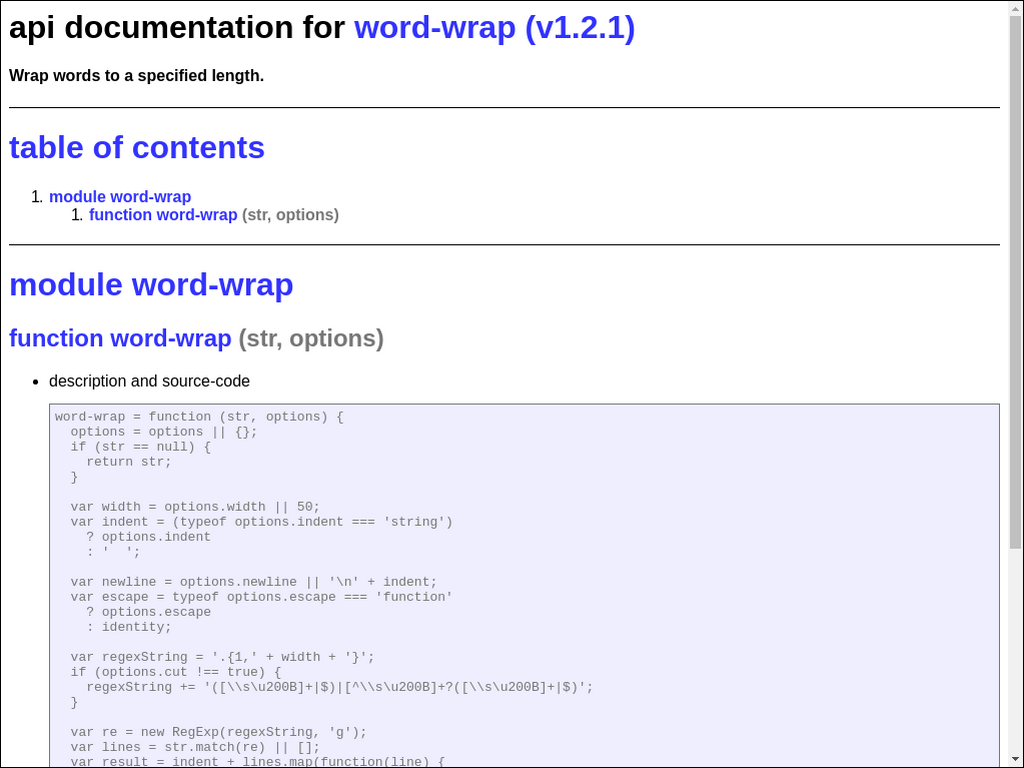 api documentation for word-wrap (v1.2.1)
Wrap words to a specified length.
table of contents
1. module word-wrap
1. function word-wrap (str, options)
module word-wrap
function word-wrap (str, options)
• description and source-code
word-wrap = function (str, options) {
  options = options || {};
  if (str == null) {
    return str;
  }

  var width = options.width || 50;
  var indent = (typeof options.indent === 'string')
    ? options.indent
    : '  ';

  var newline = options.newline || '\n' + indent;
  var escape = typeof options.escape === 'function'
    ? options.escape
    : identity;

  var regexString = '.{1,' + width + '}';
  if (options.cut !== true) {
    regexString += '([\\s\u200B]+|$)|[^\\s\u200B]+?([\\s\u200B]+|$)';
  }

  var re = new RegExp(regexString, 'g');
  var lines = str.match(re) || [];
  var result = indent + lines.map(function(line) {